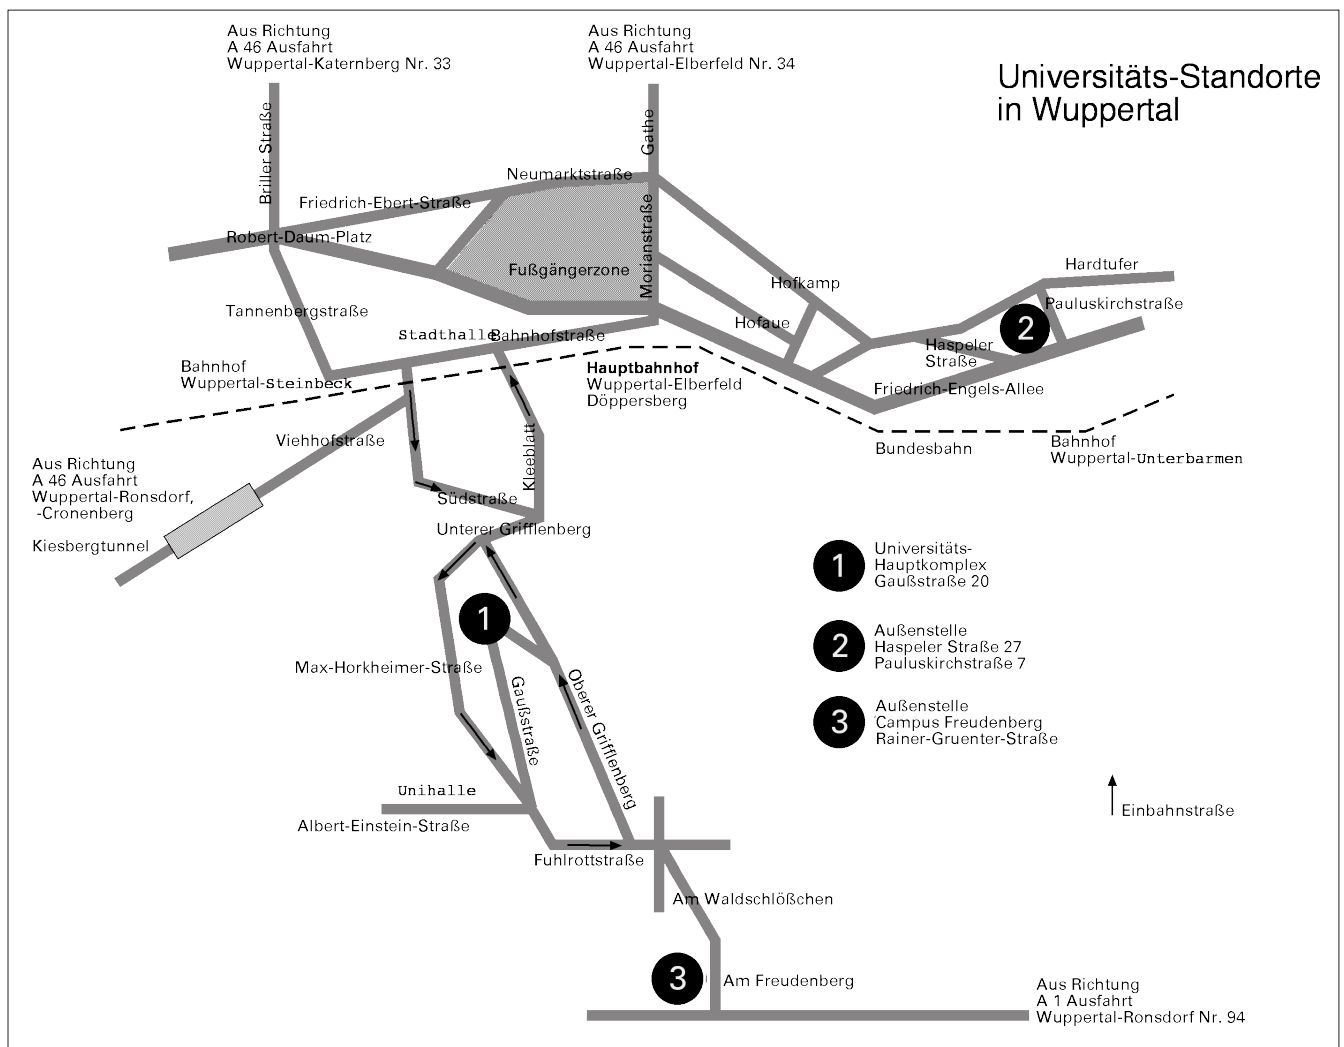 Aus Richtung
A 46 Ausfahrt
Wuppertal-Katernberg Nr. 33
Aus Richtung
A 46 Ausfahrt
Wuppertal-Elberfeld Nr. 34
Universitäts-Standorte
in Wuppertal
Briller Straße
Gathe
Neumarktstraße
Friedrich-Ebert-Straße
Robert-Daum-Platz
Morianstraße
Fußgängerzone
Hofkamp
Hardtufer
Pauluskirchstraße
Tannenbergstraße
Hofaue
2
Stadthalle
Bahnhofstraße
Haspeler
Straße
Bahnhof
Wuppertal-Steinbeck
Hauptbahnhof
Wuppertal-Elberfeld
Döppersberg
Friedrich-Engels-Allee
Viehhofstraße
Kleeblatt
Bundesbahn
Bahnhof
Wuppertal-Unterbarmen
Aus Richtung
A 46 Ausfahrt
Wuppertal-Ronsdorf,
-Cronenberg
Südstraße
Unterer Grifflenberg
Kiesbergtunnel
1
Universitäts-
Hauptkomplex
Gaußstraße 20
1
2
Außenstelle
Haspeler Straße 27
Pauluskirchstraße 7
Max-Horkheimer-Straße
Gaußstraße
Oberer Grifflenberg
3
Außenstelle
Campus Freudenberg
Rainer-Gruenter-Straße
Unihalle
Einbahnstraße
Albert-Einstein-Straße
Fuhlrottstraße
Am Waldschlößchen
3
Am Freudenberg
Aus Richtung
A 1 Ausfahrt
Wuppertal-Ronsdorf Nr. 94